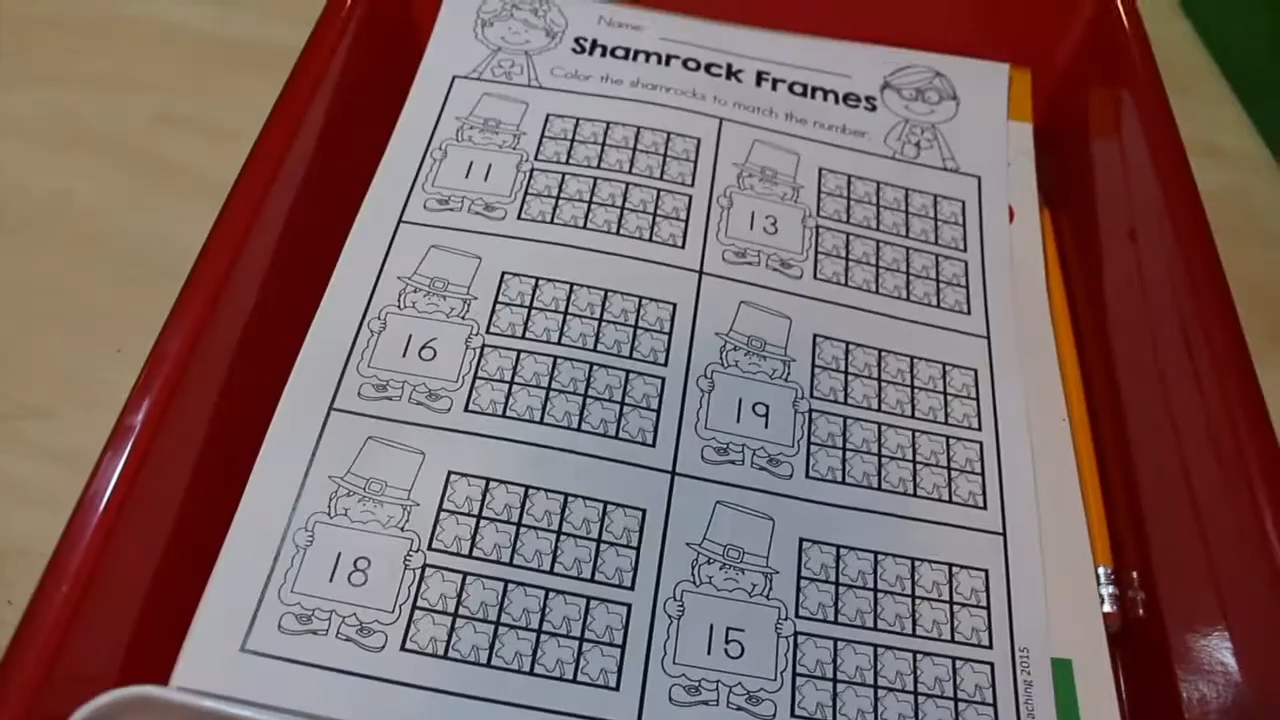 Name:
Shamrock Frames
Color the shamrocks to match the number.
11
13
16
19
18
15
aching 2015